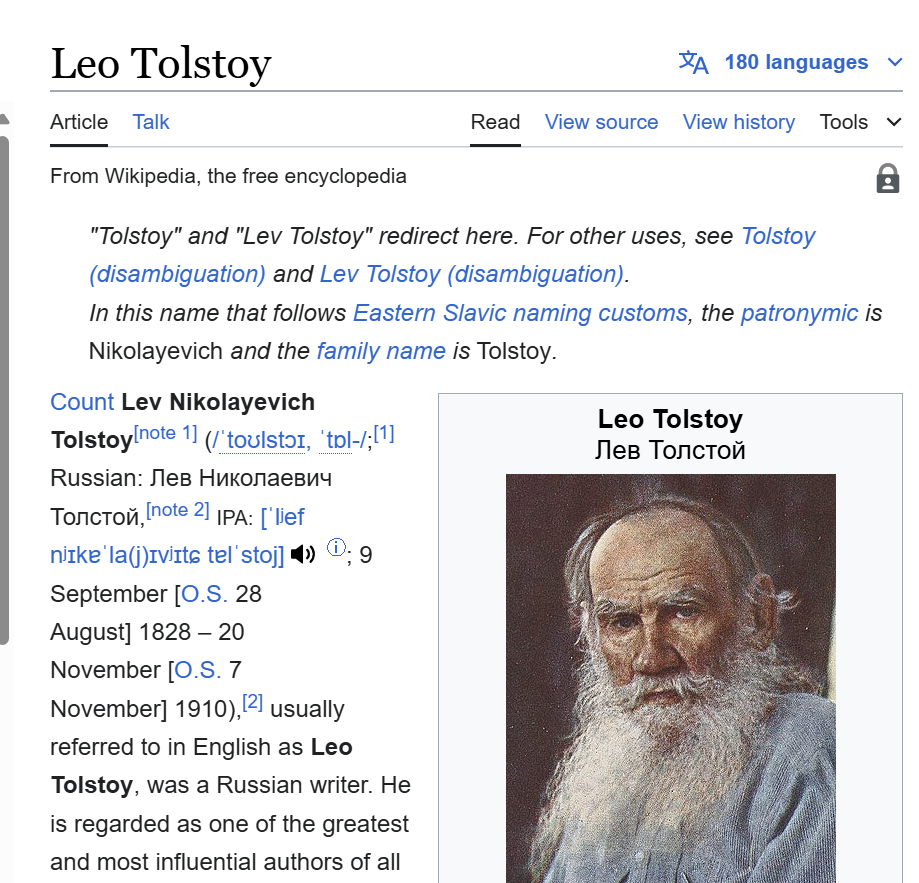 Leo Tolstoy
180 languages
Article Talk Read View source View history Tools
From Wikipedia, the free encyclopedia
"Tolstoy" and "Lev Tolstoy" redirect here. For other uses, see Tolstoy
(disambiguation) and Lev Tolstoy (disambiguation).
In this name that follows Eastern Slavic naming customs, the patronymic is
Nikolayevich and the family name is Tolstoy.
Count Lev Nikolayevich
Tolstoy[note 1] (/ˈtoʊlstɔɪ, ˈtɒl-/;[1]
Russian: Лев Николаевич
Толстой,[note 2] IPA: [ˈlʲef
nʲɪkɐˈla(j)ɪvʲɪtɕ tɐlˈstoj] ; 9
September [O.S. 28
August] 1828 – 20
November [O.S. 7
November] 1910),[2] usually
referred to in English as Leo
Tolstoy, was a Russian writer. He
is regarded as one of the greatest
and most influential authors of all
Leo Tolstoy
Лев Толстой